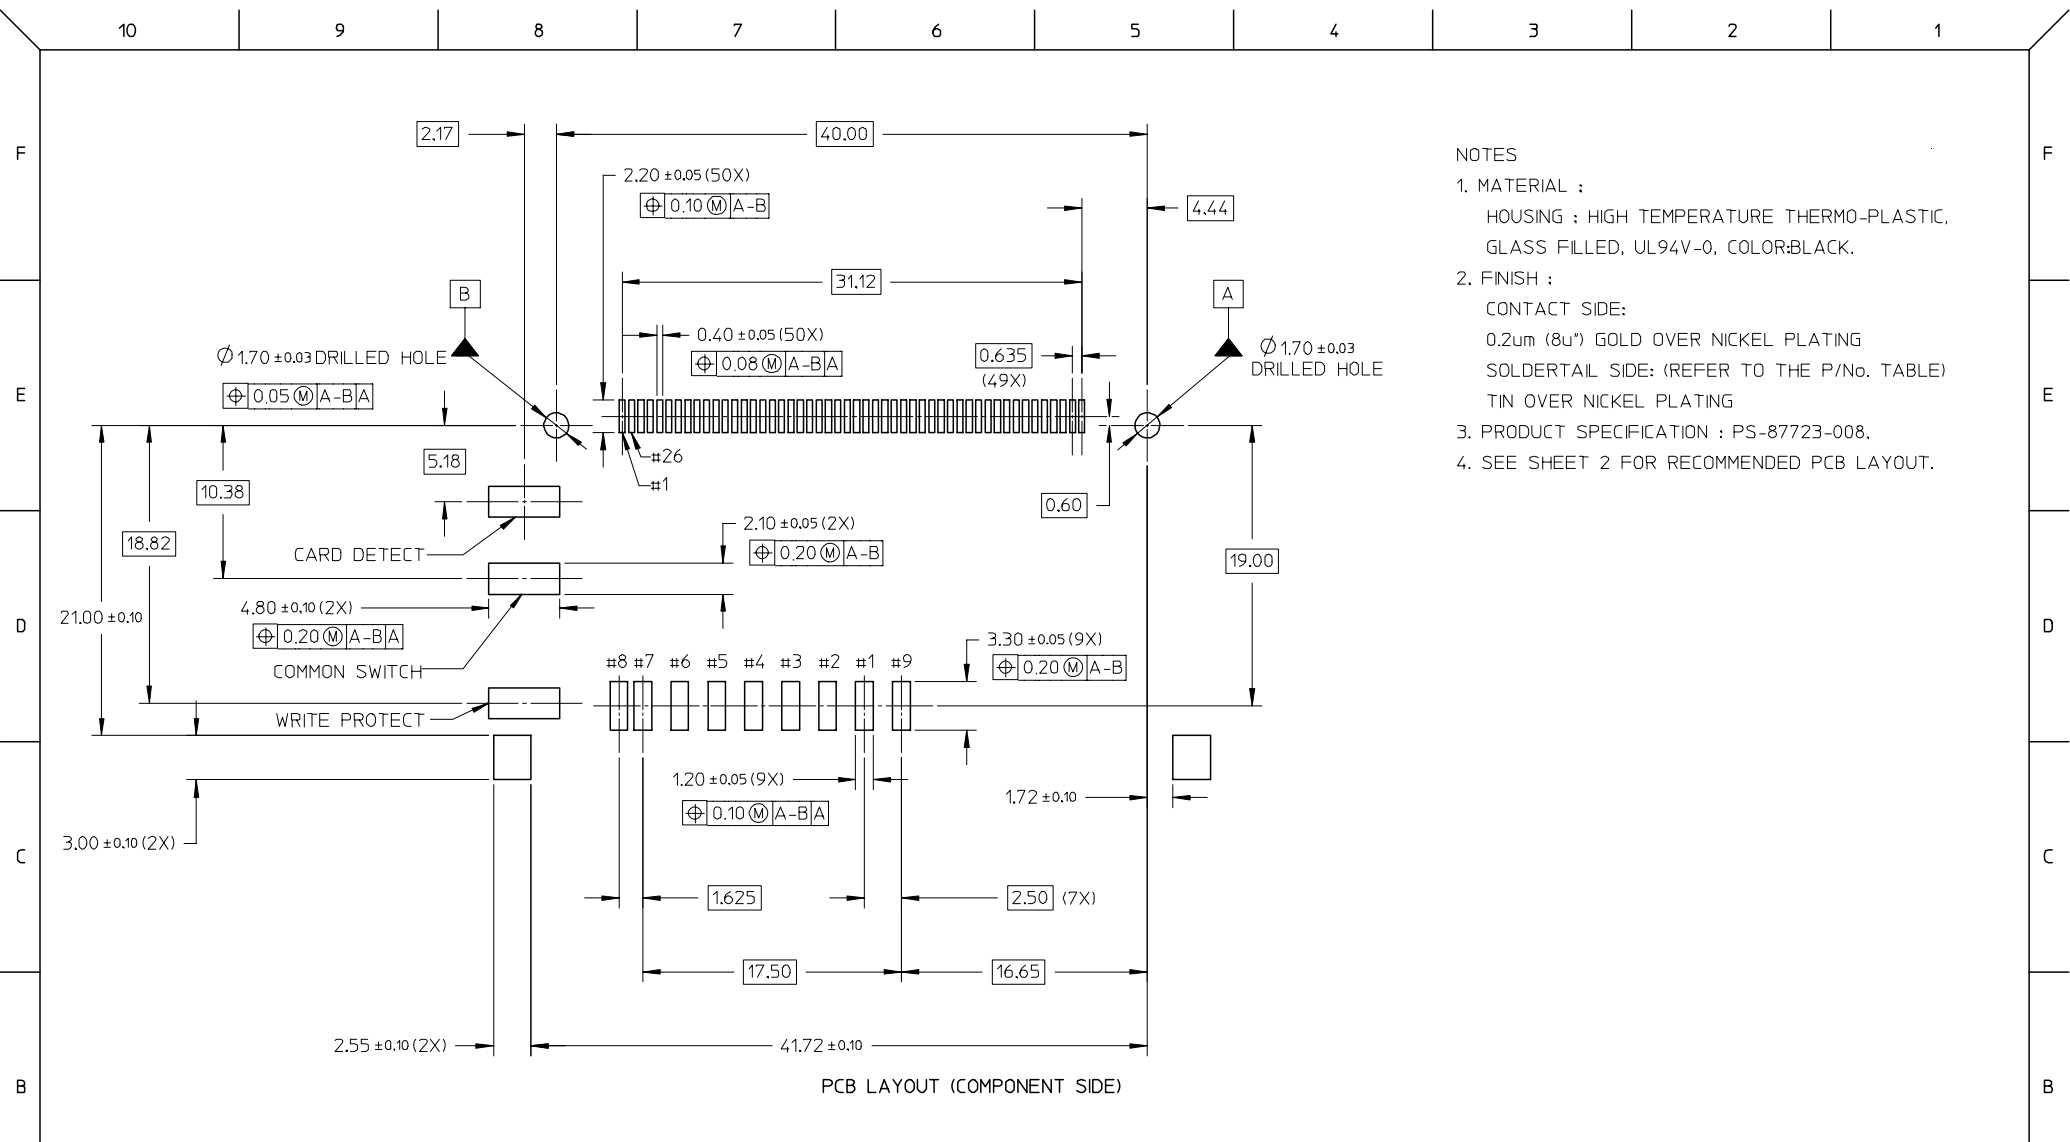 10 9 8 7 6 5 4 3 2 1
F F
2.17 40.00
2.20 ±0.05 (50X)
⌖ 0.10 Ⓜ A-B
4.44
31.12
B A
0.40 ±0.05 (50X)
⌖ 0.08 Ⓜ A-B A
0.635
(49X)
Ø 1.70 ±0.03 DRILLED HOLE
⌖ 0.05 Ⓜ A-B A
Ø 1.70 ±0.03
DRILLED HOLE
E E
#26
#1
5.18
10.38
0.60
18.82
CARD DETECT
2.10 ±0.05 (2X)
⌖ 0.20 Ⓜ A-B
19.00
4.80 ±0.10 (2X)
⌖ 0.20 Ⓜ A-B A
21.00 ±0.10
D D
COMMON SWITCH
3.30 ±0.05 (9X)
⌖ 0.20 Ⓜ A-B
#8 #7 #6 #5 #4 #3 #2 #1 #9
WRITE PROTECT
1.20 ±0.05 (9X)
⌖ 0.10 Ⓜ A-B A
1.72 ±0.10
3.00 ±0.10 (2X)
C C
1.625 2.50 (7X)
17.50 16.65
2.55 ±0.10 (2X) 41.72 ±0.10
PCB LAYOUT (COMPONENT SIDE)
B B
NOTES
1. MATERIAL :
HOUSING : HIGH TEMPERATURE THERMO-PLASTIC,
GLASS FILLED, UL94V-0, COLOR:BLACK.
2. FINISH :
CONTACT SIDE:
0.2um (8u") GOLD OVER NICKEL PLATING
SOLDERTAIL SIDE: (REFER TO THE P/No. TABLE)
TIN OVER NICKEL PLATING
3. PRODUCT SPECIFICATION : PS-87723-008.
4. SEE SHEET 2 FOR RECOMMENDED PCB LAYOUT.